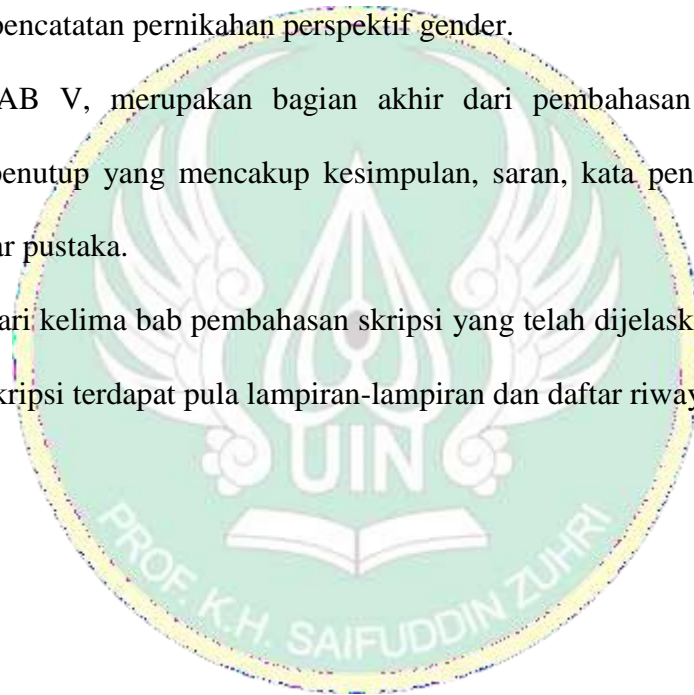 pencatatan pernikahan perspektif gender.
AB V, merupakan bagian akhir dari pembahasan
penutup yang mencakup kesimpulan, saran, kata pen
ar pustaka.
ari kelima bab pembahasan skripsi yang telah dijelask
kripsi terdapat pula lampiran-lampiran dan daftar riway
UIN
PROF. K.H. SAIFUDDIN ZUHRI